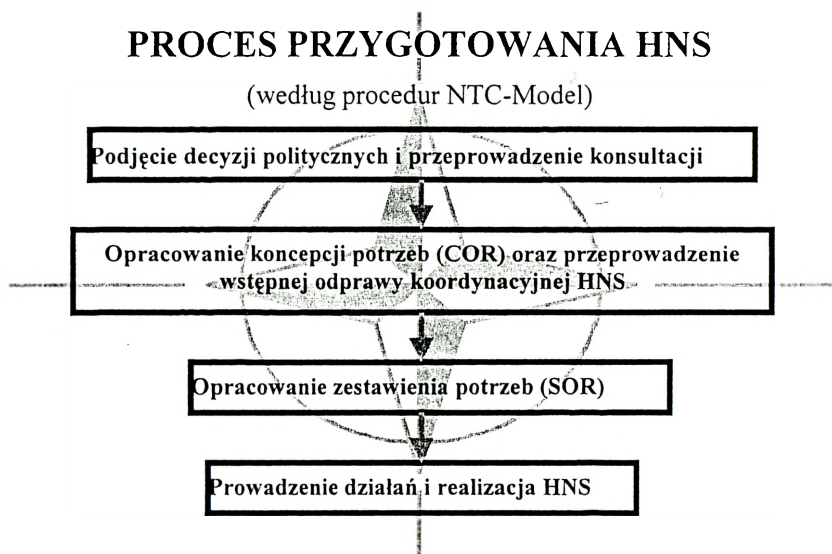 PROCES PRZYGOTOWANIA HNS
(według procedur NTC-Model)
Podjęcie decyzji politycznych i przeprowadzenie konsultacji
Opracowanie koncepcji potrzeb (COR) oraz przeprowadzenie
wstępnej odprawy koordynacyjnej HNS
Opracowanie zestawienia potrzeb (SOR)
Prowadzenie działań i realizacja HNS